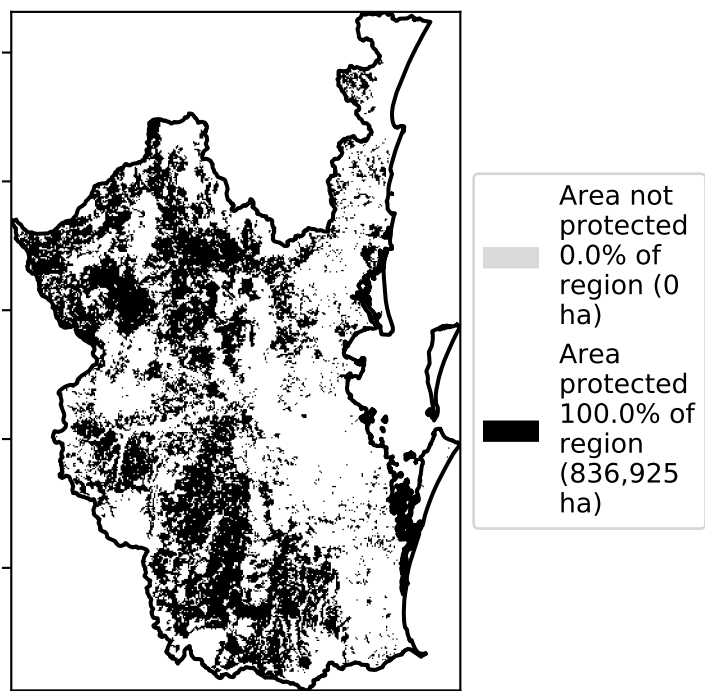 Area not
protected
0.0% of
region (0
ha)
Area
protected
100.0% of
region
(836,925
ha)